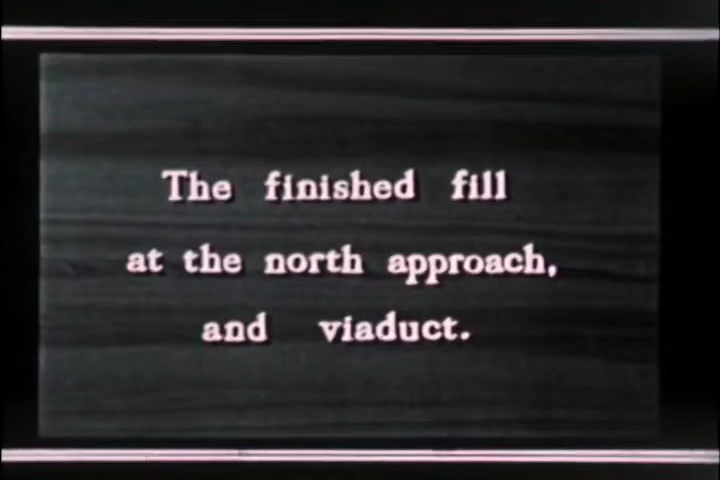 The finished fill
at the north approach,
and viaduct.